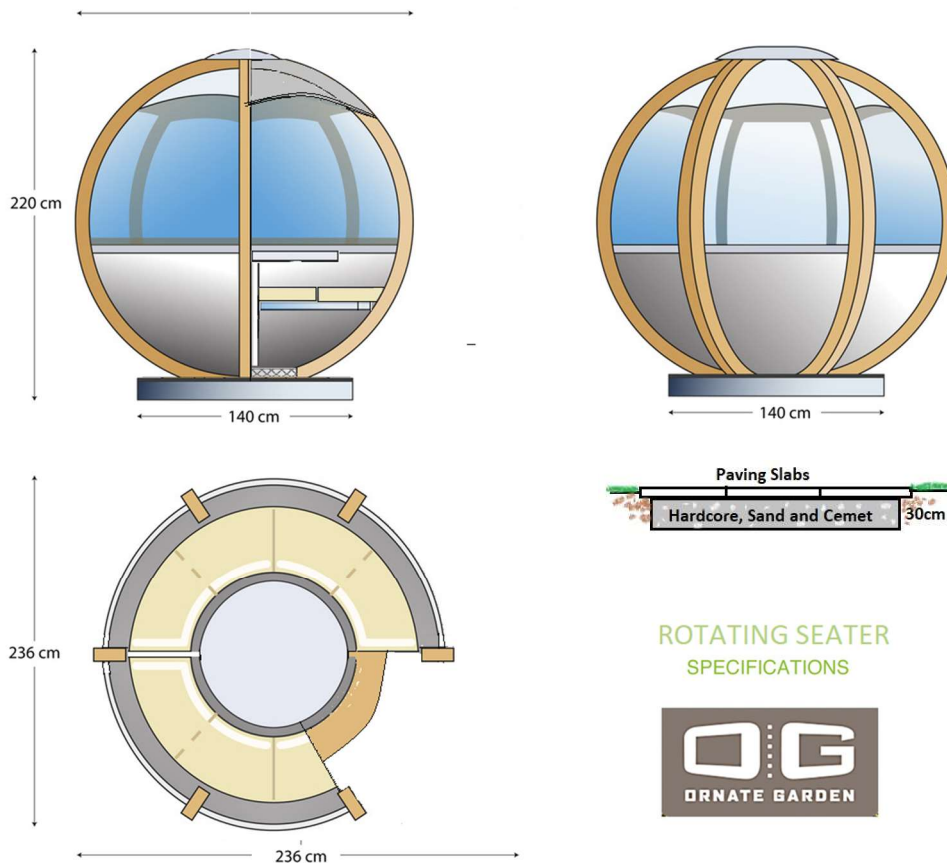 220 cm
140 cm
140 cm
Paving Slabs
Hardcore, Sand and Cemet
30cm
236 cm
ROTATING SEATER
SPECIFICATIONS
OG
ORNATE GARDEN
236 cm